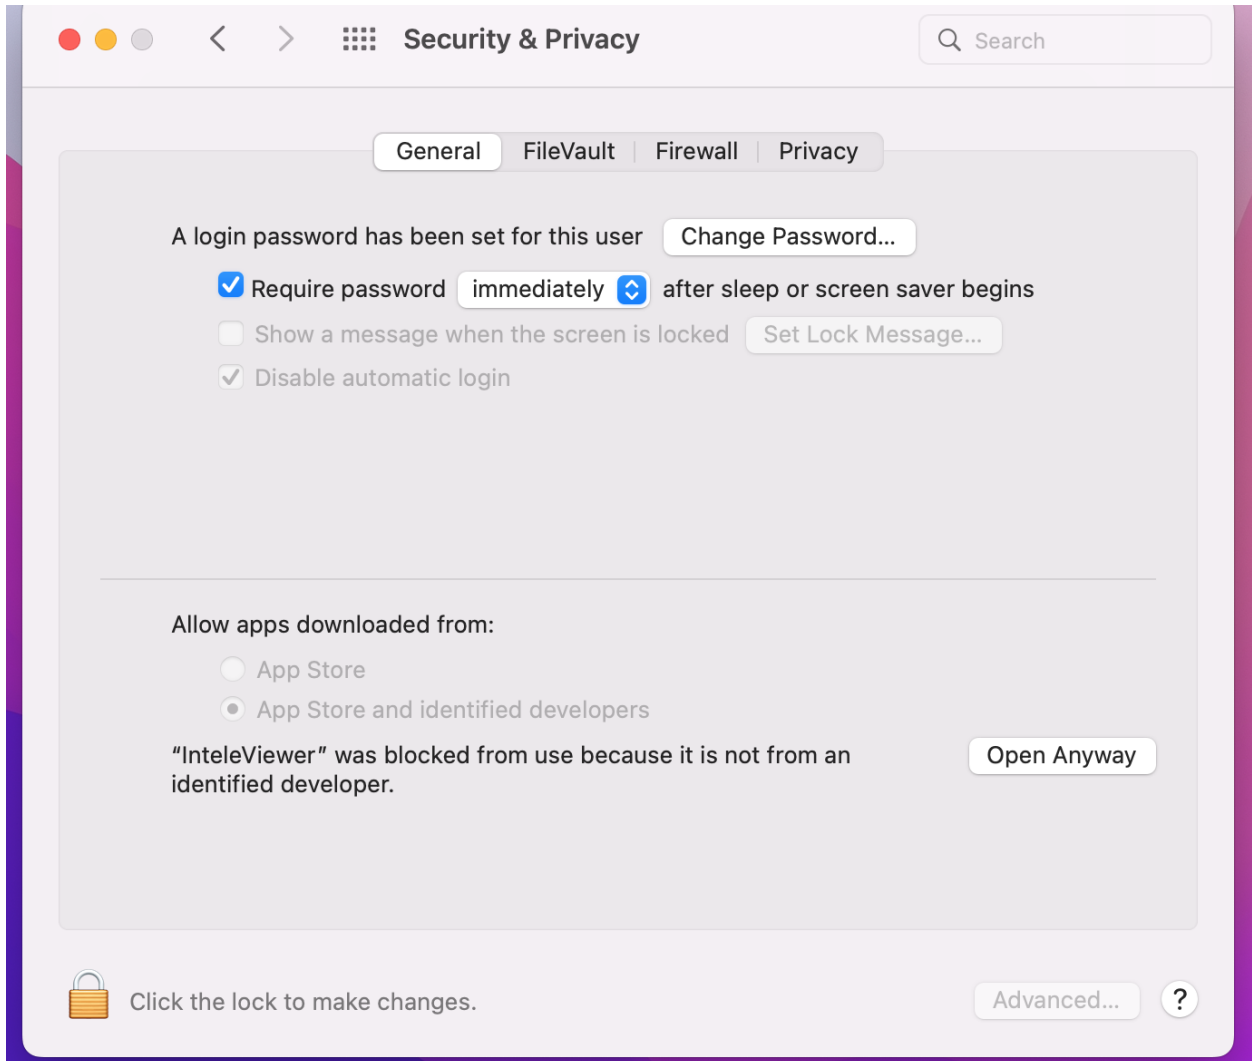 Security & Privacy
Search
General FileVault Firewall Privacy
A login password has been set for this user Change Password...
Require password immediately after sleep or screen saver begins
Show a message when the screen is locked Set Lock Message...
Disable automatic login
Allow apps downloaded from:
App Store
App Store and identified developers
“InteleViewer” was blocked from use because it is not from an Open Anyway
identified developer.
Click the lock to make changes. Advanced... ?